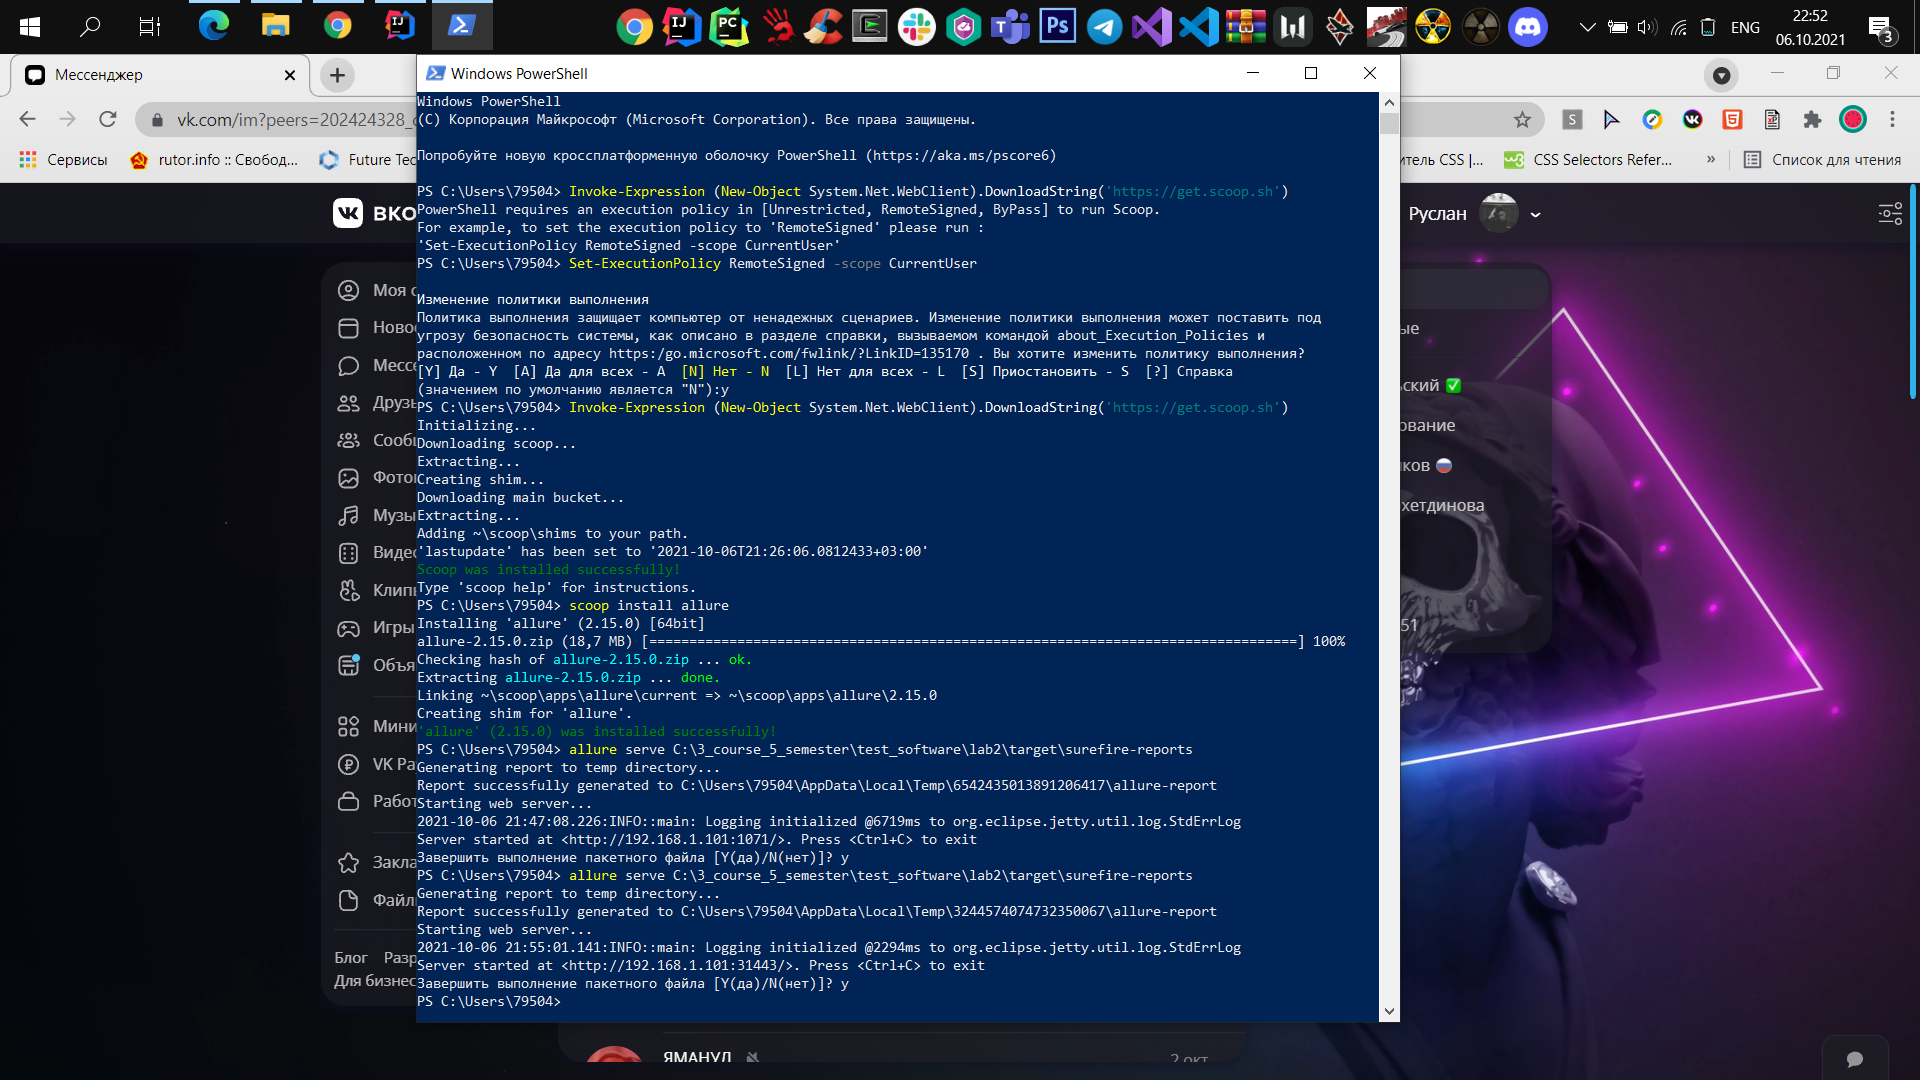 ENG
22:52
06.10.2021
3
Мессенджер
vk.com/im?peers=202424328_
Сервисы
rutor.info :: Свобод...
Future Tec
итель CSS |...
CSS Selectors Refer...
»
Список для чтения
Windows PowerShell
Windows PowerShell
(C) Корпорация Майкрософт (Microsoft Corporation). Все права защищены.
Попробуйте новую кроссплатформенную оболочку PowerShell (https://aka.ms/pscore6)
PS C:\Users\79504> Invoke-Expression (New-Object System.Net.WebClient).DownloadString('https://get.scoop.sh')
PowerShell requires an execution policy in [Unrestricted, RemoteSigned, ByPass] to run Scoop.
For example, to set the execution policy to 'RemoteSigned' please run :
'Set-ExecutionPolicy RemoteSigned -scope CurrentUser'
PS C:\Users\79504> Set-ExecutionPolicy RemoteSigned -scope CurrentUser
Изменение политики выполнения
Политика выполнения защищает компьютер от ненадежных сценариев. Изменение политики выполнения может поставить под
угрозу безопасность системы, как описано в разделе справки, вызываемом командой about_Execution_Policies и
расположенном по адресу https:/go.microsoft.com/fwlink/?LinkID=135170 . Вы хотите изменить политику выполнения?
[Y] Да - Y  [A] Да для всех - A  [N] Нет - N  [L] Нет для всех - L  [S] Приостановить - S  [?] Справка
(значением по умолчанию является "N"):y
PS C:\Users\79504> Invoke-Expression (New-Object System.Net.WebClient).DownloadString('https://get.scoop.sh')
Initializing...
Downloading scoop...
Extracting...
Creating shim...
Downloading main bucket...
Extracting...
Adding ~\scoop\shims to your path.
'lastupdate' has been set to '2021-10-06T21:26:06.0812433+03:00'
Scoop was installed successfully!
Type 'scoop help' for instructions.
PS C:\Users\79504> scoop install allure
Installing 'allure' (2.15.0) [64bit]
allure-2.15.0.zip (18,7 MB) [=================================================================================] 100%
Checking hash of allure-2.15.0.zip ... ok.
Extracting allure-2.15.0.zip ... done.
Linking ~\scoop\apps\allure\current => ~\scoop\apps\allure\2.15.0
Creating shim for 'allure'.
'allure' (2.15.0) was installed successfully!
PS C:\Users\79504> allure serve C:\3_course_5_semester\test_software\lab2\target\surefire-reports
Generating report to temp directory...
Report successfully generated to C:\Users\79504\AppData\Local\Temp\6542435013891206417\allure-report
Starting web server...
2021-10-06 21:47:08.226:INFO::main: Logging initialized @6719ms to org.eclipse.jetty.util.log.StdErrLog
Server started at <http://192.168.1.101:1071/>. Press <Ctrl+C> to exit
Завершить выполнение пакетного файла [Y(да)/N(нет)]? y
PS C:\Users\79504> allure serve C:\3_course_5_semester\test_software\lab2\target\surefire-reports
Generating report to temp directory...
Report successfully generated to C:\Users\79504\AppData\Local\Temp\3244574074732350067\allure-report
Starting web server...
2021-10-06 21:55:01.141:INFO::main: Logging initialized @2294ms to org.eclipse.jetty.util.log.StdErrLog
Server started at <http://192.168.1.101:31443/>. Press <Ctrl+C> to exit
Завершить выполнение пакетного файла [Y(да)/N(нет)]? y
PS C:\Users\79504>
ВКО
Моя с
Ново
Месс
Друзь
Сооб
Фото
Музы
Видео
Клип
Игры
Объя
Мини
VK Pa
Работ
Закла
Файл
Блог Разр
Для бизнес
Руслан
ые
ский
ование
ков
хетдинова
51
ЯМАНУЛ
2 окт